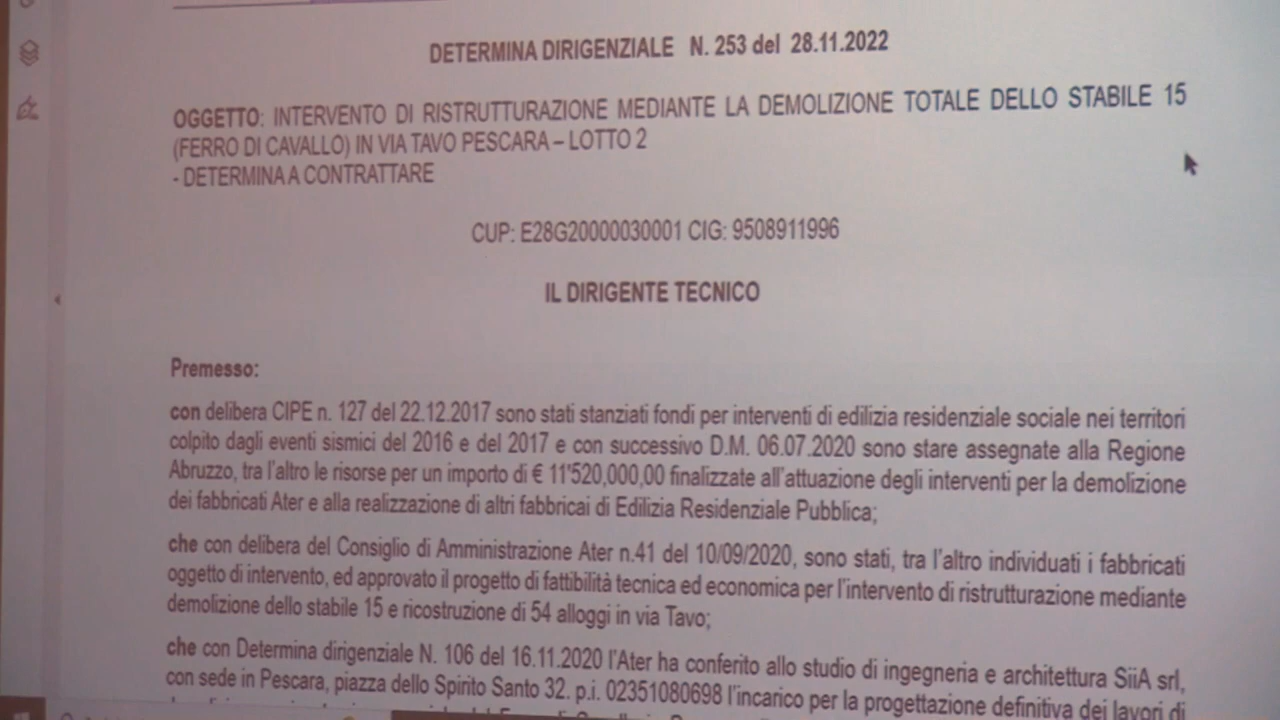 DETERMINA DIRIGENZIALE N. 253 del 28.11.2022
OGGETTO: INTERVENTO DI RISTRUTTURAZIONE MEDIANTE LA DEMOLIZIONE TOTALE DELLO STABILE 15
(FERRO DI CAVALLO) IN VIA TAVO PESCARA – LOTTO 2
- DETERMINA A CONTRATTARE
CUP: E28G20000030001 CIG: 9508911996
IL DIRIGENTE TECNICO
Premesso:
con delibera CIPE n. 127 del 22.12.2017 sono stati stanziati fondi per interventi di edilizia residenziale sociale nei territori
colpito dagli eventi sismici del 2016 e del 2017 e con successivo D.M. 06.07.2020 sono stare assegnate alla Regione
Abruzzo, tra l'altro le risorse per un importo di € 11'520,000,00 finalizzate all'attuazione degli interventi per la demolizione
dei fabbricati Ater e alla realizzazione di altri fabbricai di Edilizia Residenziale Pubblica;
che con delibera del Consiglio di Amministrazione Ater n.41 del 10/09/2020, sono stati, tra l'altro individuati i fabbricati
oggetto di intervento, ed approvato il progetto di fattibilità tecnica ed economica per l'intervento di ristrutturazione mediante
demolizione dello stabile 15 e ricostruzione di 54 alloggi in via Tavo;
che con Determina dirigenziale N. 106 del 16.11.2020 l'Ater ha conferito allo studio di ingegneria e architettura SiiA srl,
con sede in Pescara, piazza dello Spirito Santo 32. p.i. 02351080698 l'incarico per la progettazione definitiva dei lavori di